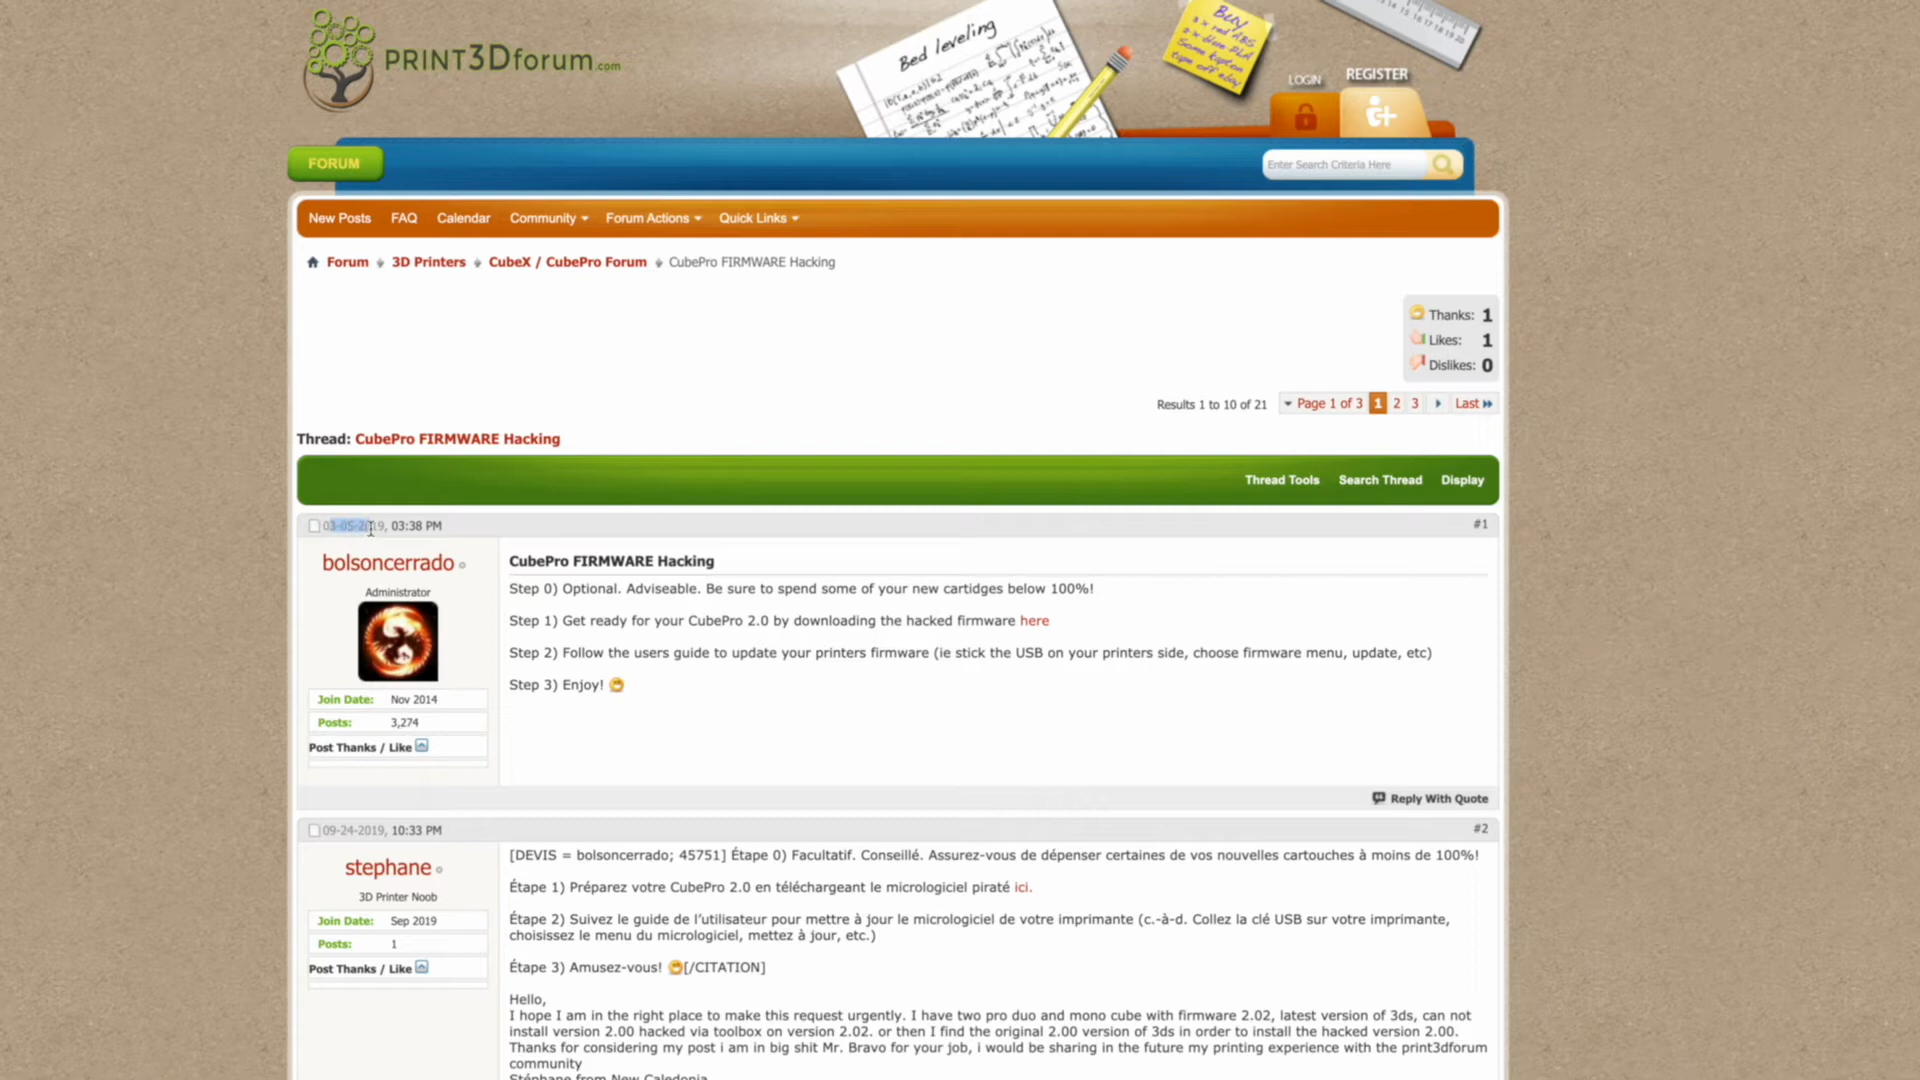 PRINT3Dforum.com
Bed leveling
BUY
LOGIN
REGISTER
FORUM
Enter Search Criteria Here
New Posts FAQ Calendar Community Forum Actions Quick Links
Forum 3D Printers CubeX / CubePro Forum CubePro FIRMWARE Hacking
Thanks: 1
Likes: 1
Dislikes: 0
Results 1 to 10 of 21 Page 1 of 3 1 2 3 Last
Thread: CubePro FIRMWARE Hacking
Thread Tools Search Thread Display
03-05-2019, 03:38 PM #1
bolsoncerrado
Administrator
Join Date: Nov 2014
Posts: 3,274
Post Thanks / Like
CubePro FIRMWARE Hacking
Step 0) Optional. Adviseable. Be sure to spend some of your new cartidges below 100%!
Step 1) Get ready for your CubePro 2.0 by downloading the hacked firmware here
Step 2) Follow the users guide to update your printers firmware (ie stick the USB on your printers side, choose firmware menu, update, etc)
Step 3) Enjoy!
Reply With Quote
09-24-2019, 10:33 PM #2
stephane
3D Printer Noob
Join Date: Sep 2019
Posts: 1
Post Thanks / Like
[DEVIS = bolsoncerrado; 45751] Étape 0) Facultatif. Conseillé. Assurez-vous de dépenser certaines de vos nouvelles cartouches à moins de 100%!
Étape 1) Préparez votre CubePro 2.0 en téléchargeant le micrologiciel piraté ici.
Étape 2) Suivez le guide de l'utilisateur pour mettre à jour le micrologiciel de votre imprimante (c.-à-d. Collez la clé USB sur votre imprimante,
choisissez le menu du micrologiciel, mettez à jour, etc.)
Étape 3) Amusez-vous! [/CITATION]
Hello,
I hope I am in the right place to make this request urgently. I have two pro duo and mono cube with firmware 2.02, latest version of 3ds, can not
install version 2.00 hacked via toolbox on version 2.02. or then I find the original 2.00 version of 3ds in order to install the hacked version 2.00.
Thanks for considering my post i am in big shit Mr. Bravo for your job, i would be sharing in the future my printing experience with the print3dforum
community
Stéphane from New Caledonia